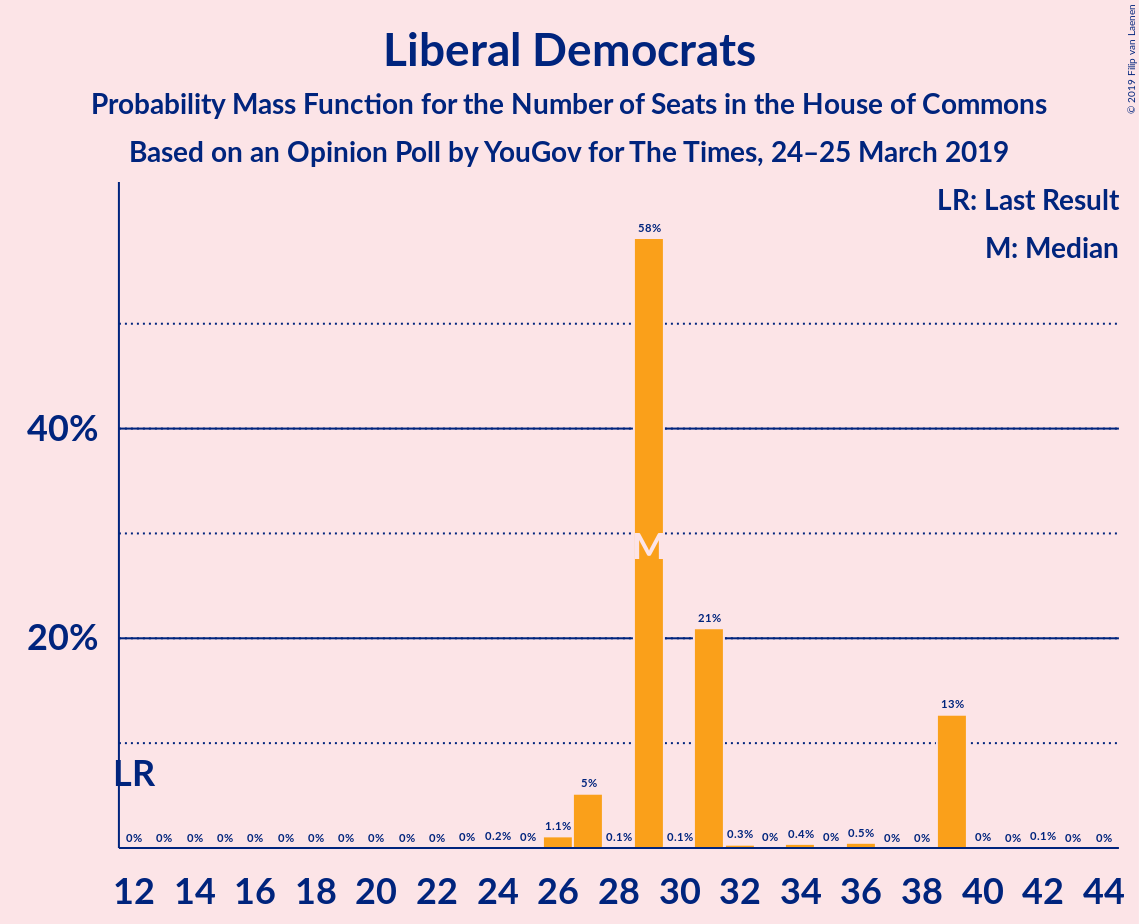 © 2019 Filip van Laenen
Liberal Democrats
Probability Mass Function for the Number of Seats in the House of Commons
Based on an Opinion Poll by YouGov for The Times, 24–25 March 2019
LR: Last Result
M: Median
58%
40%
M
21%
20%
13%
LR
5%
0% 0% 0% 0% 0% 0% 0% 0% 0% 0% 0% 0% 0.2% 0% 1.1% 0.1% 0.1% 0.3% 0% 0.4% 0% 0.5% 0% 0% 0% 0% 0.1% 0% 0%
12 14 16 18 20 22 24 26 28 30 32 34 36 38 40 42 44